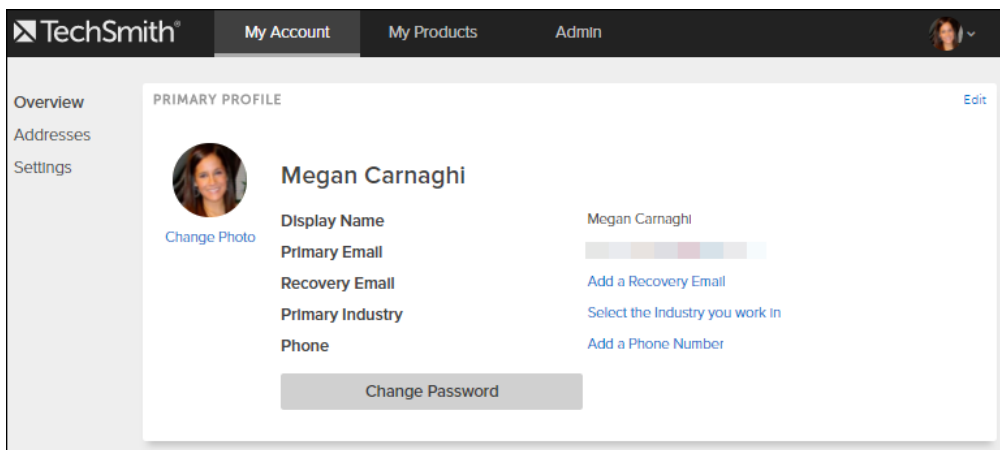 TechSmith® My Account My Products Admin
Overview
Addresses
Settings
PRIMARY PROFILE Edit
Change Photo
Megan Carnaghi
Display Name Megan Carnaghi
Primary Email
Recovery Email Add a Recovery Email
Primary Industry Select the Industry you work in
Phone Add a Phone Number
Change Password